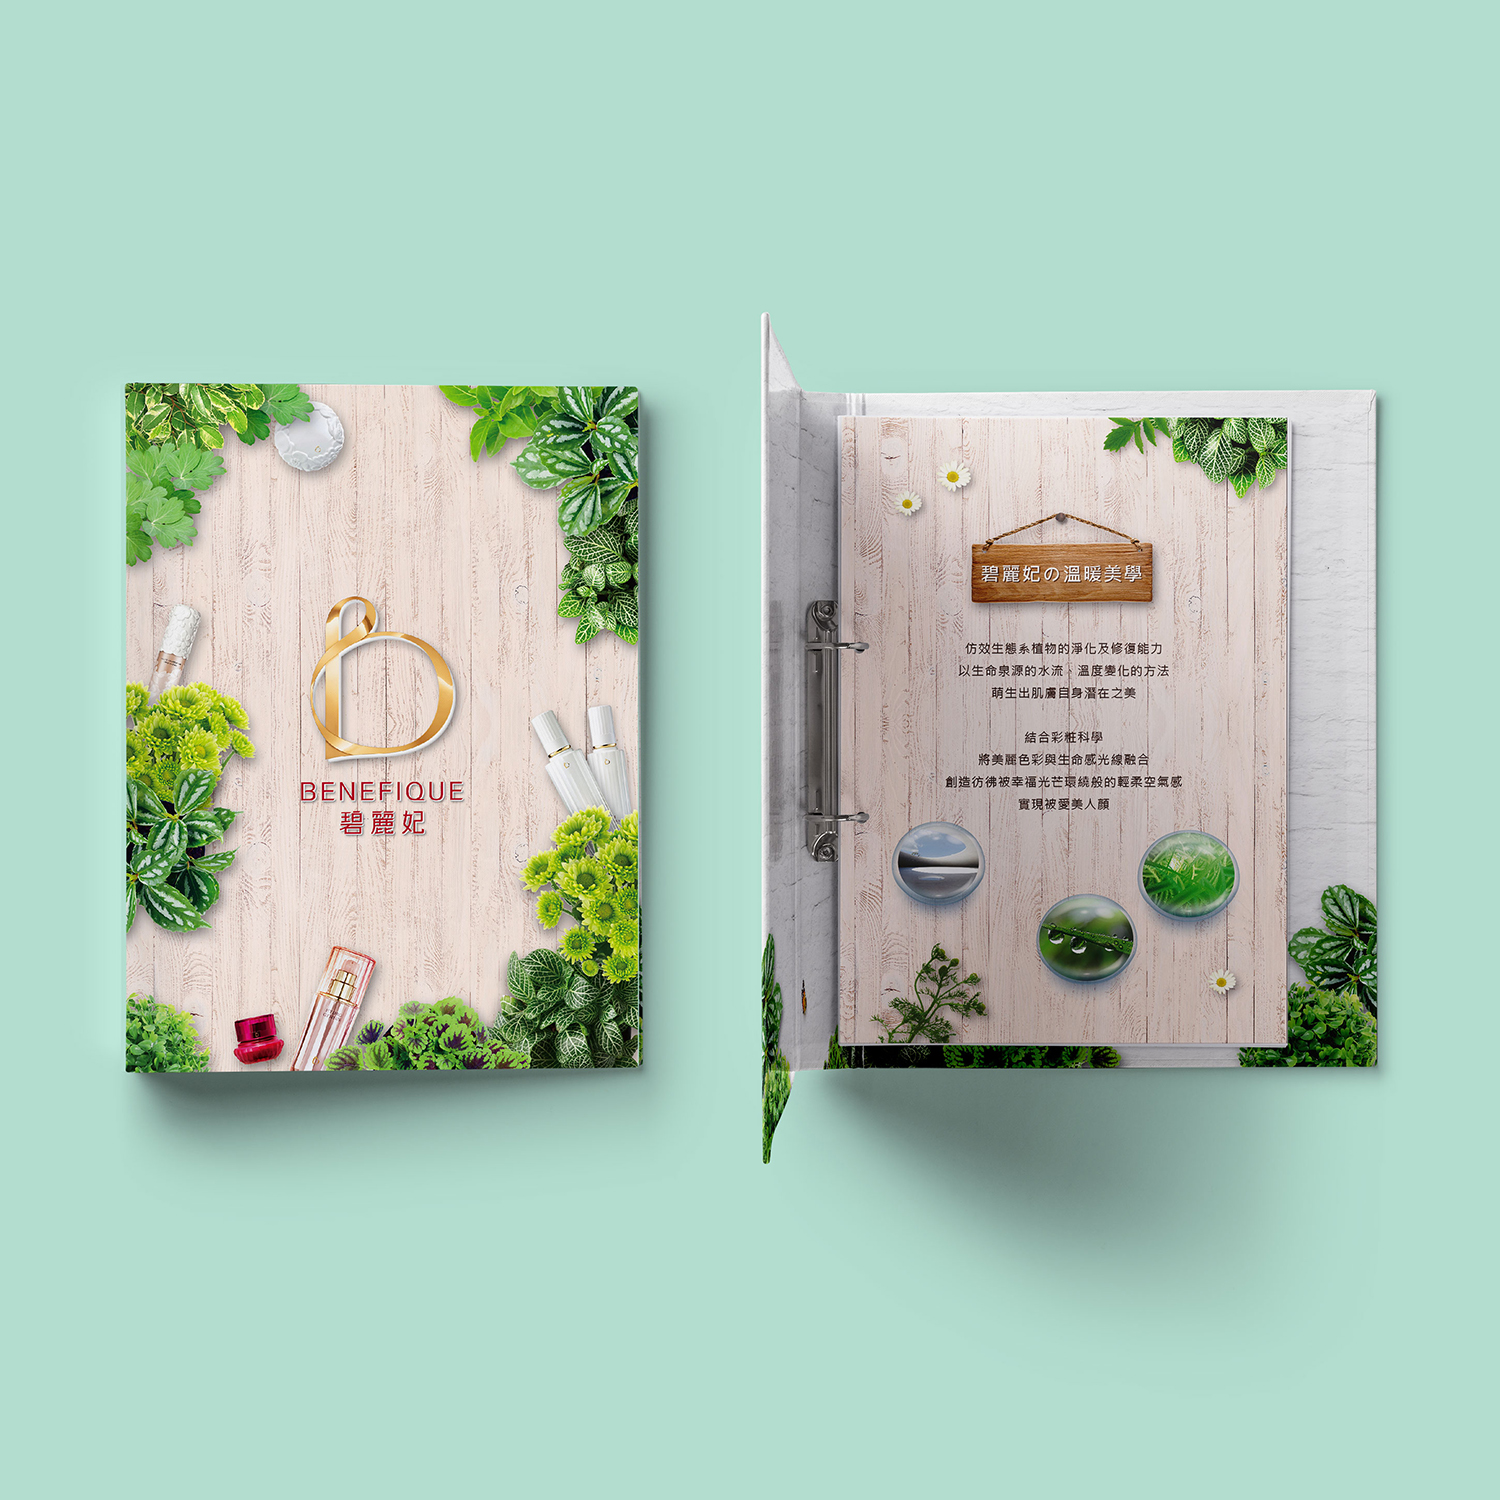 BENEFIQUE
碧麗妃
碧麗妃の溫暖美學
仿效生態系植物的淨化及修復能力
以生命泉源的水流、溫度變化的方法
萌生出肌膚自身潛在之美
結合彩粧科學
將美麗色彩與生命感光線融合
創造彷彿被幸福光芒環繞般的輕柔空氣感
實現被愛美人顏